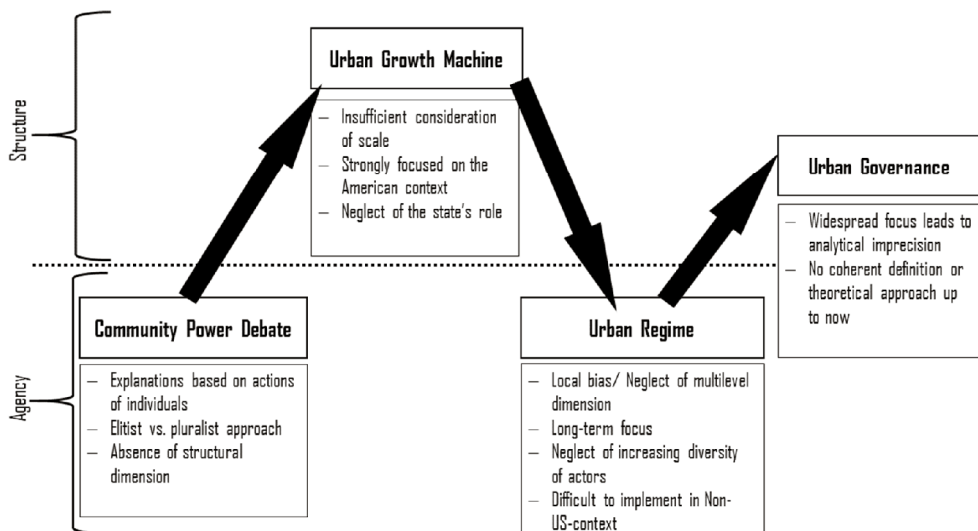 Structure
Urban Growth Machine
– Insufficient consideration
of scale
– Strongly focused on the
American context
– Neglect of the state's role
Urban Governance
– Widespread focus leads to
analytical imprecision
– No coherent definition or
theoretical approach up
to now
Agency
Community Power Debate
– Explanations based on actions
of individuals
– Elitist vs. pluralist approach
– Absence of structural
dimension
Urban Regime
– Local bias/ Neglect of multilevel
dimension
– Long-term focus
– Neglect of increasing diversity
of actors
– Difficult to implement in Non-
US-context